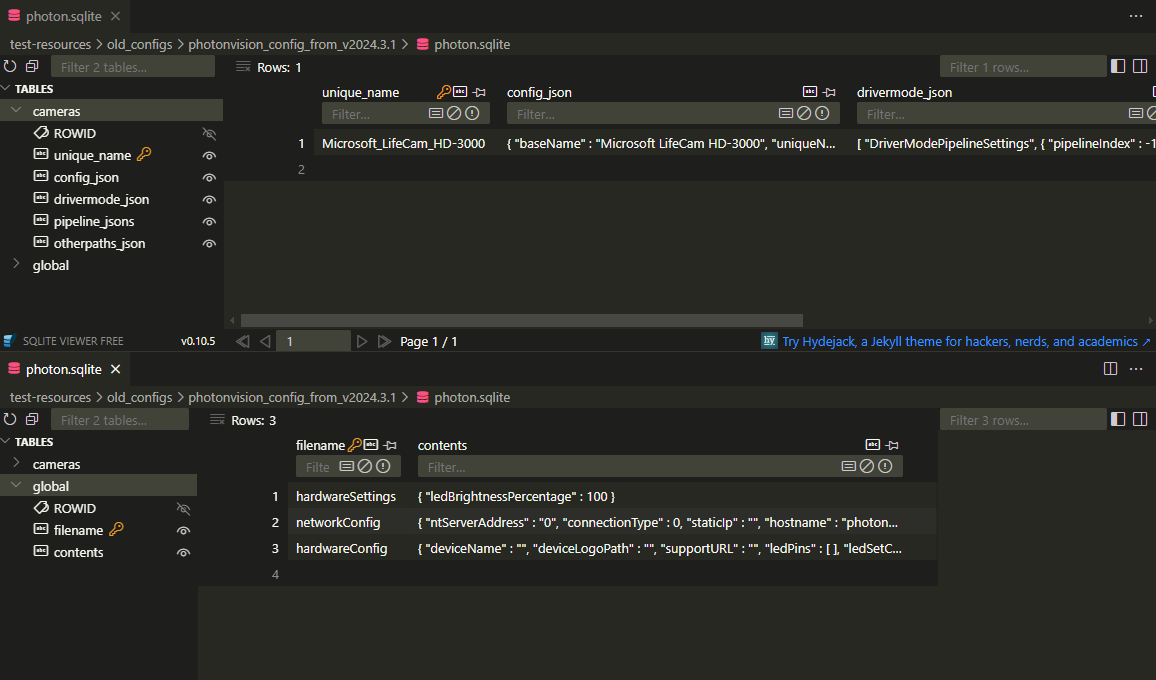 photon.sqlite
test-resources > old_configs > photonvision_config_from_v2024.3.1 > photon.sqlite
Filter 2 tables...
Rows: 1
Filter 1 rows...
TABLES
cameras
ROWID
unique_name
config_json
drivermode_json
pipeline_jsons
otherpaths_json
global
unique_name config_json drivermode_json
Filter... Filter... Filter...
1 Microsoft_LifeCam_HD-3000 { "baseName" : "Microsoft LifeCam HD-3000", "uniqueN... [ "DriverModePipelineSettings", { "pipelineIndex" : -1
2
SQLITE VIEWER FREE v0.10.5
1 Page 1 / 1
Try Hydejack, a Jekyll theme for hackers, nerds, and academics ↗
photon.sqlite
test-resources > old_configs > photonvision_config_from_v2024.3.1 > photon.sqlite
Filter 2 tables...
Rows: 3
Filter 3 rows...
TABLES
cameras
global
ROWID
filename
contents
filename contents
Filte Filter...
1 hardwareSettings { "ledBrightnessPercentage" : 100 }
2 networkConfig { "ntServerAddress" : "0", "connectionType" : 0, "staticIp" : "", "hostname" : "photon...
3 hardwareConfig { "deviceName" : "", "deviceLogoPath" : "", "supportURL" : "", "ledPins" : [ ], "ledSetC...
4